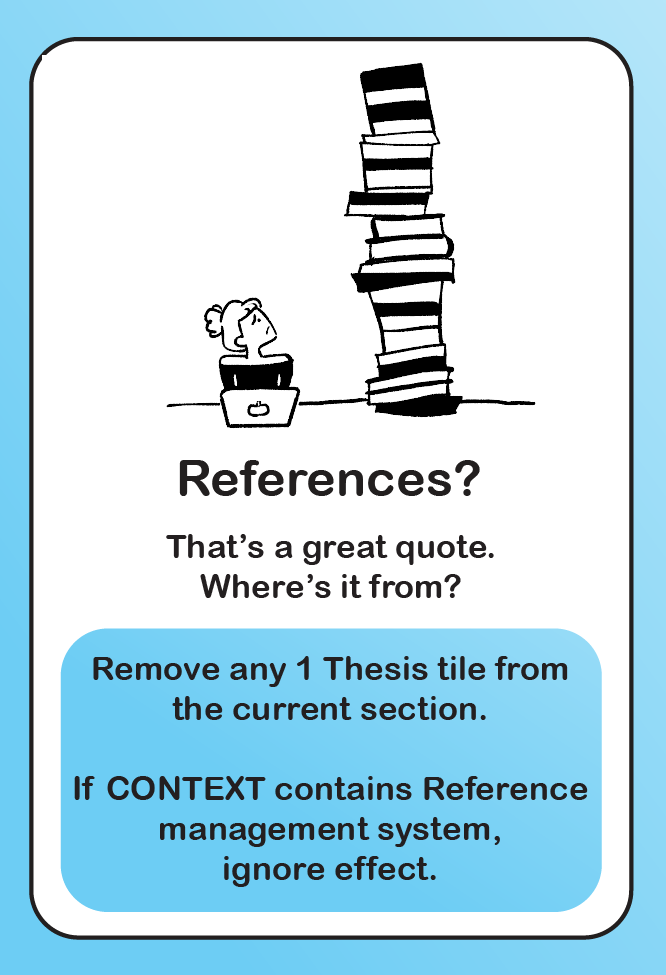 References?
That’s a great quote.
Where’s it from?
Remove any 1 Thesis tile from
the current section.
If CONTEXT contains Reference
management system,
ignore effect.